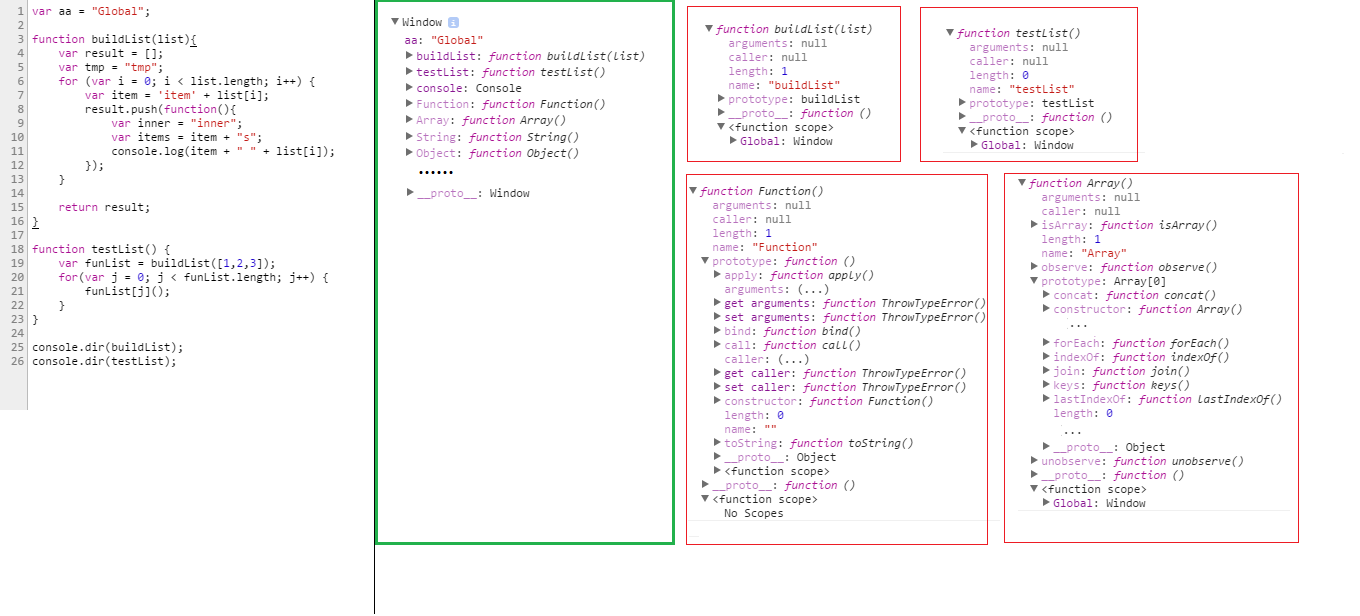 1 var aa = "Global";
2
3 function buildList(list){
4 var result = [];
5 var tmp = "tmp";
6 for (var i = 0; i < list.length; i++) {
7 var item = 'item' + list[i];
8 result.push(function(){
9 var inner = "inner";
10 var items = item + "s";
11 console.log(item + " " + list[i]);
12 });
13 }
14
15 return result;
16 }
17
18 function testList() {
19 var funList = buildList([1,2,3]);
20 for(var j = 0; j < funList.length; j++) {
21 funList[j]();
22 }
23 }
24
25 console.dir(buildList);
26 console.dir(testList);
Window i
aa: "Global"
buildList: function buildList(list)
testList: function testList()
console: Console
Function: function Function()
Array: function Array()
String: function String()
Object: function Object()
......
__proto__: Window
function buildList(list)
arguments: null
caller: null
length: 1
name: "buildList"
prototype: buildList
__proto__: function ()
<function scope>
Global: Window
function testList()
arguments: null
caller: null
length: 0
name: "testList"
prototype: testList
__proto__: function ()
<function scope>
Global: Window
function Function()
arguments: null
caller: null
length: 1
name: "Function"
prototype: function ()
apply: function apply()
arguments: (...)
get arguments: function ThrowTypeError()
set arguments: function ThrowTypeError()
bind: function bind()
call: function call()
caller: (...)
get caller: function ThrowTypeError()
set caller: function ThrowTypeError()
constructor: function Function()
length: 0
name: ""
toString: function toString()
__proto__: Object
<function scope>
__proto__: function ()
<function scope>
No Scopes
function Array()
arguments: null
caller: null
isArray: function isArray()
length: 1
name: "Array"
observe: function observe()
prototype: Array[0]
concat: function concat()
constructor: function Array()
...
forEach: function forEach()
indexOf: function indexOf()
join: function join()
keys: function keys()
lastIndexOf: function lastIndexOf()
length: 0
...
__proto__: Object
unobserve: function unobserve()
__proto__: function ()
<function scope>
Global: Window